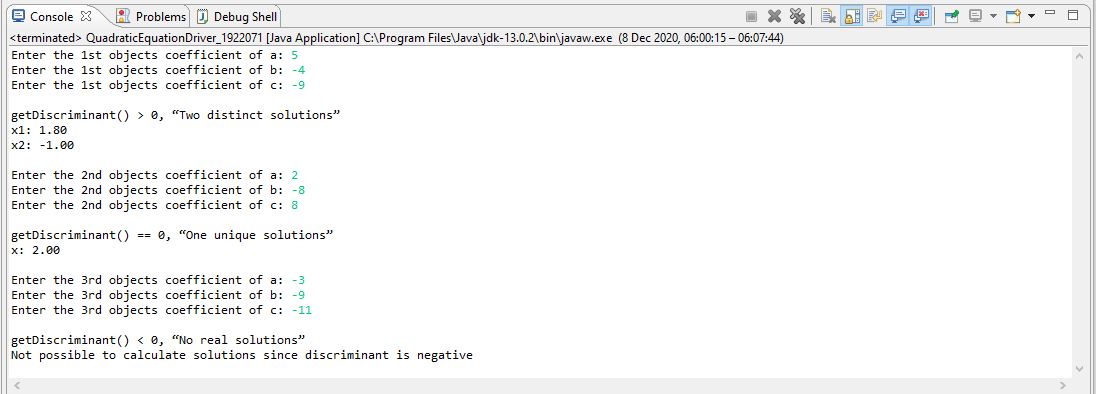 Console Problems Debug Shell
<terminated> QuadraticEquationDriver_1922071 [Java Application] C:\Program Files\Java\jdk-13.0.2\bin\javaw.exe (8 Dec 2020, 06:00:15 – 06:07:44)
Enter the 1st objects coefficient of a: 5
Enter the 1st objects coefficient of b: -4
Enter the 1st objects coefficient of c: -9
getDiscriminant() > 0, “Two distinct solutions”
x1: 1.80
x2: -1.00
Enter the 2nd objects coefficient of a: 2
Enter the 2nd objects coefficient of b: -8
Enter the 2nd objects coefficient of c: 8
getDiscriminant() == 0, “One unique solutions”
x: 2.00
Enter the 3rd objects coefficient of a: -3
Enter the 3rd objects coefficient of b: -9
Enter the 3rd objects coefficient of c: -11
getDiscriminant() < 0, “No real solutions”
Not possible to calculate solutions since discriminant is negative